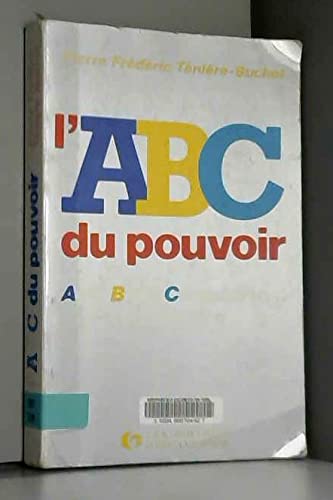 Pierre Frédéric Ténière-Buchot
l'ABC
du pouvoir
A B C
A C du pouvoir